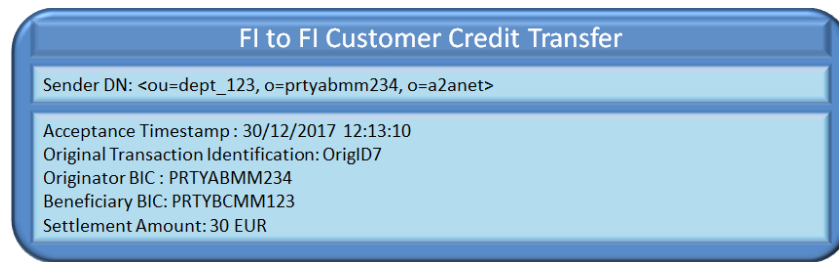 FI to FI Customer Credit Transfer
Sender DN: <ou=dept_123, o=prtyabmm234, o=a2anet>
Acceptance Timestamp : 30/12/2017 12:13:10
Original Transaction Identification: OrigID7
Originator BIC : PRTYABMM234
Beneficiary BIC: PRTYBCMM123
Settlement Amount: 30 EUR